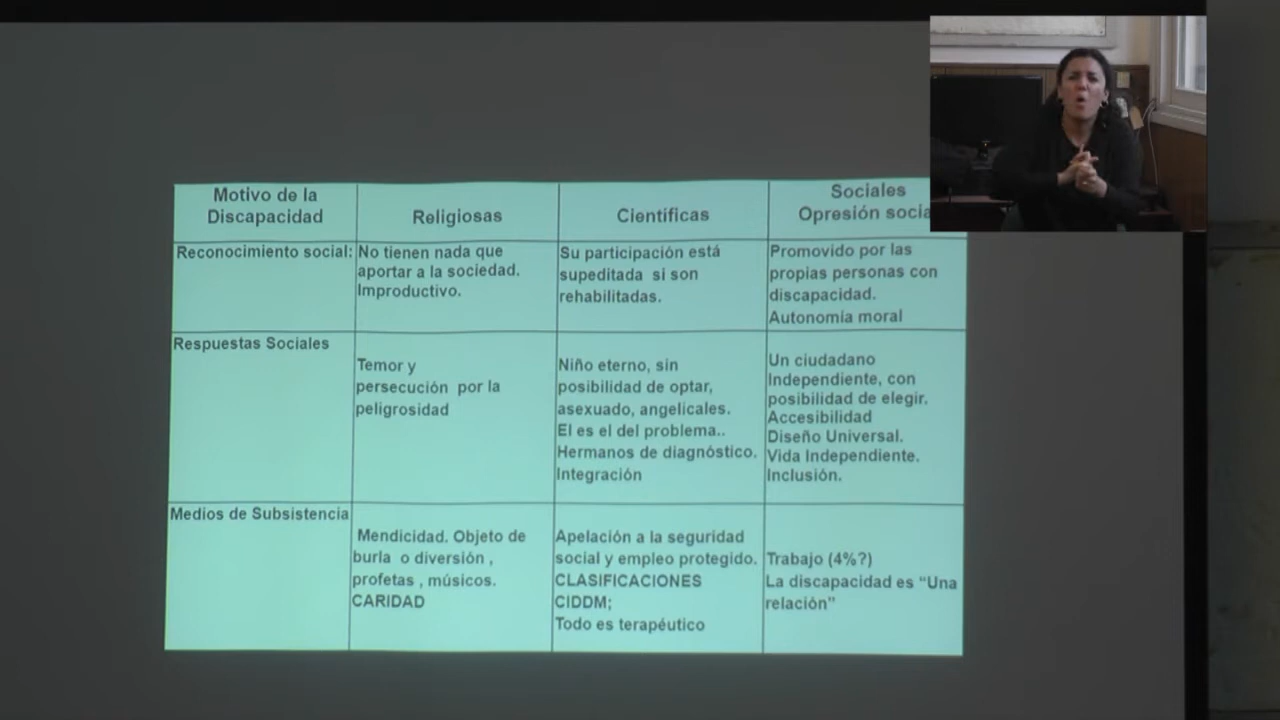 Motivo de la
Discapacidad
Religiosas
Científicas
Sociales
Opresión socia
Reconocimiento social:
No tienen nada que
aportar a la sociedad.
Improductivo.
Su participación está
supeditada si son
rehabilitadas.
Promovido por las
propias personas con
discapacidad.
Autonomía moral
Respuestas Sociales
Temor y
persecución por la
peligrosidad
Niño eterno, sin
posibilidad de optar,
asexuado, angelicales.
El es el del problema..
Hermanos de diagnóstico.
Integración
Un ciudadano
Independiente, con
posibilidad de elegir.
Accesibilidad
Diseño Universal.
Vida Independiente.
Inclusión.
Medios de Subsistencia
Mendicidad. Objeto de
burla o diversión ,
profetas , músicos.
CARIDAD
Apelación a la seguridad
social y empleo protegido.
CLASIFICACIONES
CIDDM;
Todo es terapéutico
Trabajo (4%?)
La discapacidad es “Una
relación”